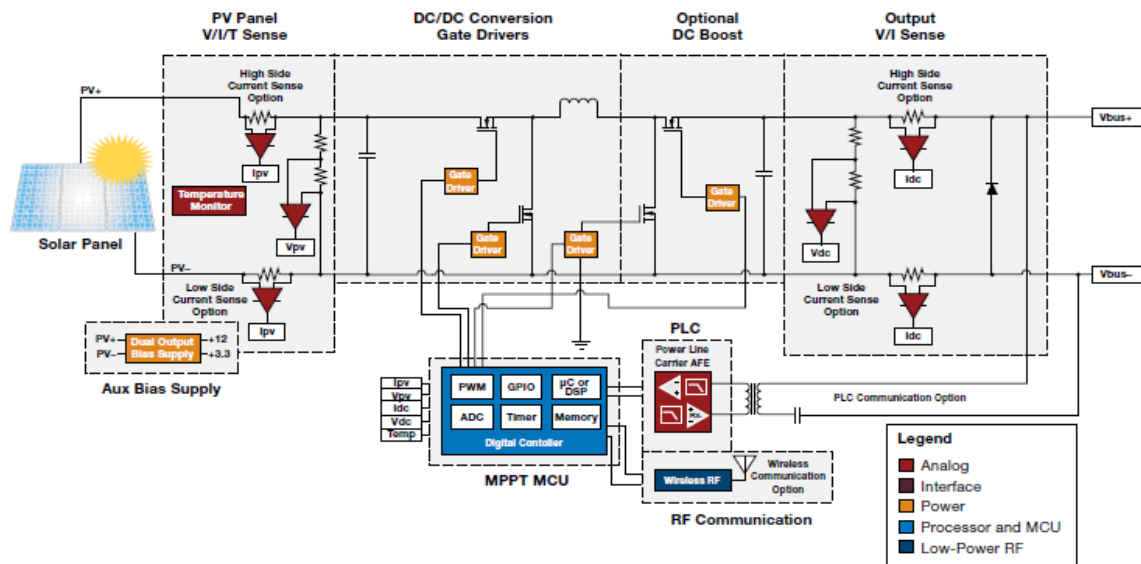 PV Panel
V/I/T Sense
DC/DC Conversion
Gate Drivers
Optional
DC Boost
Output
V/I Sense
High Side
Current Sense
Option
High Side
Current Sense
Option
PV+
Vbus+
Ipv
Idc
Gate
Driver
Gate
Driver
Temperature
Monitor
Solar Panel
Vpv
Gate
Driver
Gate
Driver
Vdc
PV–
Vbus–
Low Side
Current Sense
Option
Low Side
Current Sense
Option
Ipv
Idc
PV+
PV–
Dual Output
Bias Supply
+12
+3.3
Aux Bias Supply
PLC
Power Line
Carrier AFE
Ipv
Vpv
Idc
Vdc
Temp
PWM
GPIO
µC or
DSP
ADC
Timer
Memory
Digital Contoller
MPPT MCU
PGL
PLC Communication Option
Wireless RF
Wireless
Communication
Option
RF Communication
Legend
Analog
Interface
Power
Processor and MCU
Low-Power RF